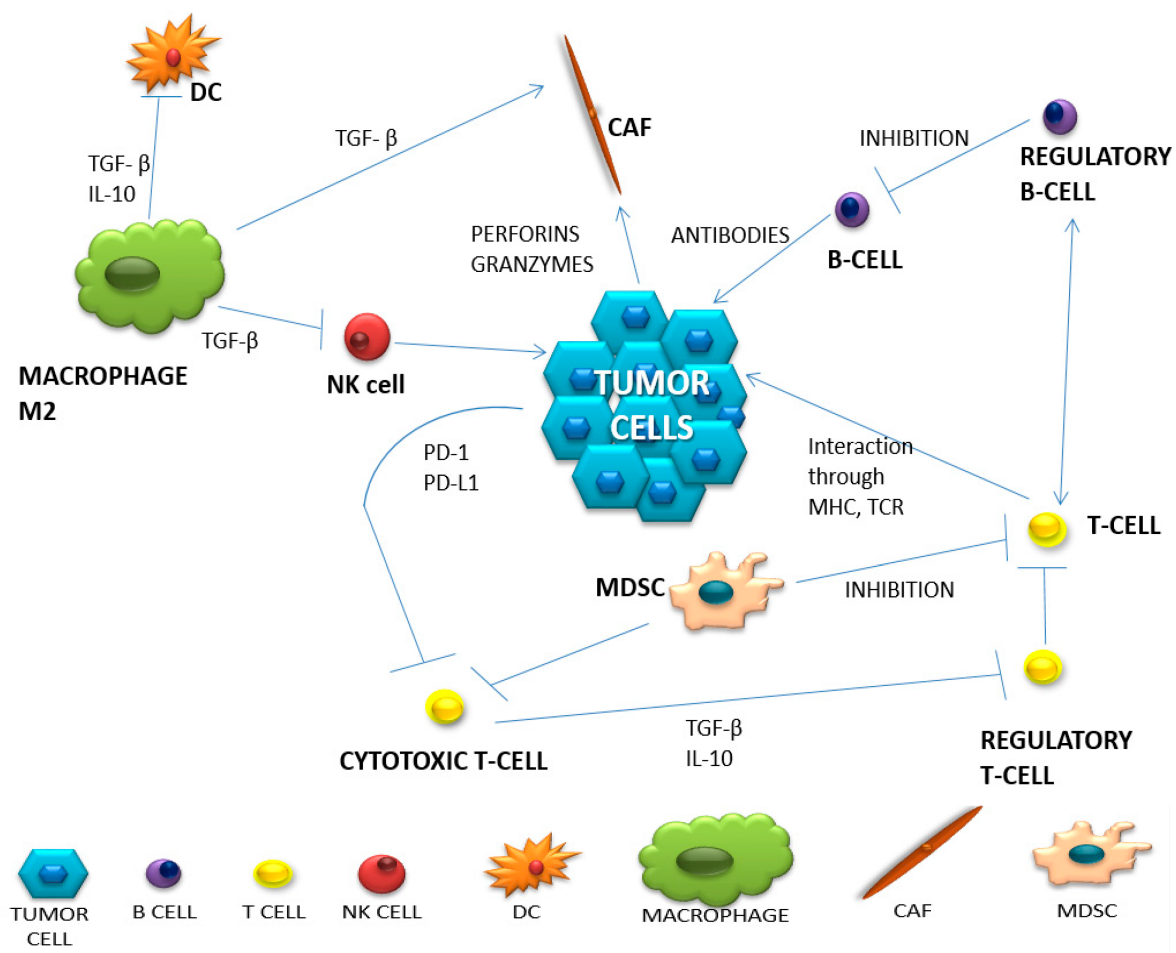 DC
TGF- β
CAF
INHIBITION
TGF- β
IL-10
REGULATORY
B-CELL
PERFORINS
GRANZYMES
ANTIBODIES
B-CELL
TGF-β
MACROPHAGE
M2
NK cell
TUMOR
CELLS
PD-1
PD-L1
Interaction
through
MHC, TCR
T-CELL
MDSC
INHIBITION
CYTOTOXIC T-CELL
TGF-β
IL-10
REGULATORY
T-CELL
TUMOR
CELL
B CELL
T CELL
NK CELL
DC
MACROPHAGE
CAF
MDSC